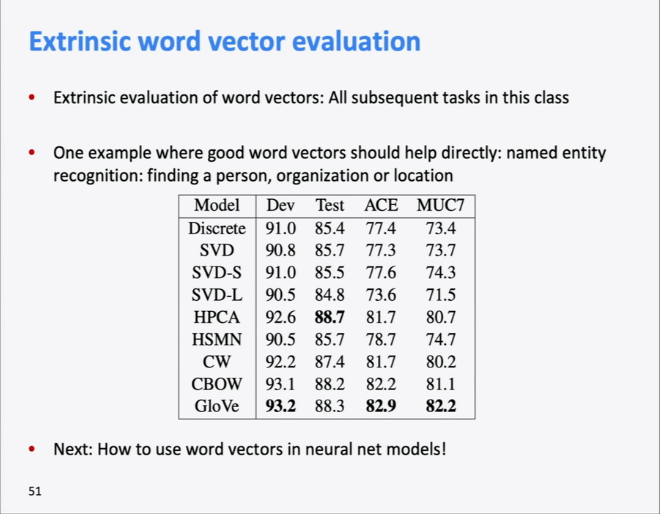 Extrinsic word vector evaluation
• Extrinsic evaluation of word vectors: All subsequent tasks in this class
• One example where good word vectors should help directly: named entity
recognition: finding a person, organization or location
Model Dev Test ACE MUC7
Discrete 91.0 85.4 77.4 73.4
SVD 90.8 85.7 77.3 73.7
SVD-S 91.0 85.5 77.6 74.3
SVD-L 90.5 84.8 73.6 71.5
HPCA 92.6 88.7 81.7 80.7
HSMN 90.5 85.7 78.7 74.7
CW 92.2 87.4 81.7 80.2
CBOW 93.1 88.2 82.2 81.1
GloVe 93.2 88.3 82.9 82.2
• Next: How to use word vectors in neural net models!
51